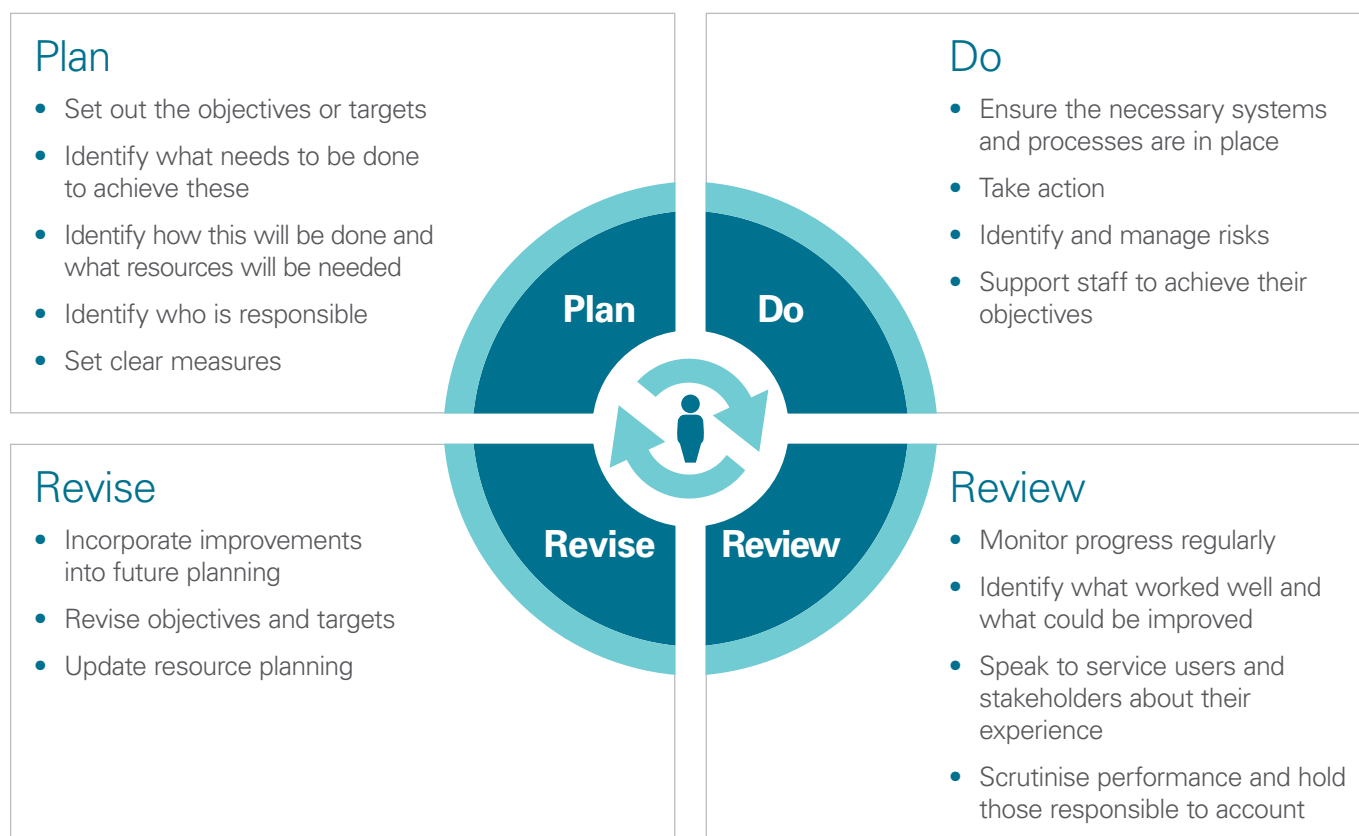 Plan
• Set out the objectives or targets
• Identify what needs to be done
to achieve these
• Identify how this will be done and
what resources will be needed
• Identify who is responsible
• Set clear measures
Do
• Ensure the necessary systems
and processes are in place
• Take action
• Identify and manage risks
• Support staff to achieve their
objectives
Plan
Do
Revise
Review
Revise
• Incorporate improvements
into future planning
• Revise objectives and targets
• Update resource planning
Review
• Monitor progress regularly
• Identify what worked well and
what could be improved
• Speak to service users and
stakeholders about their
experience
• Scrutinise performance and hold
those responsible to account